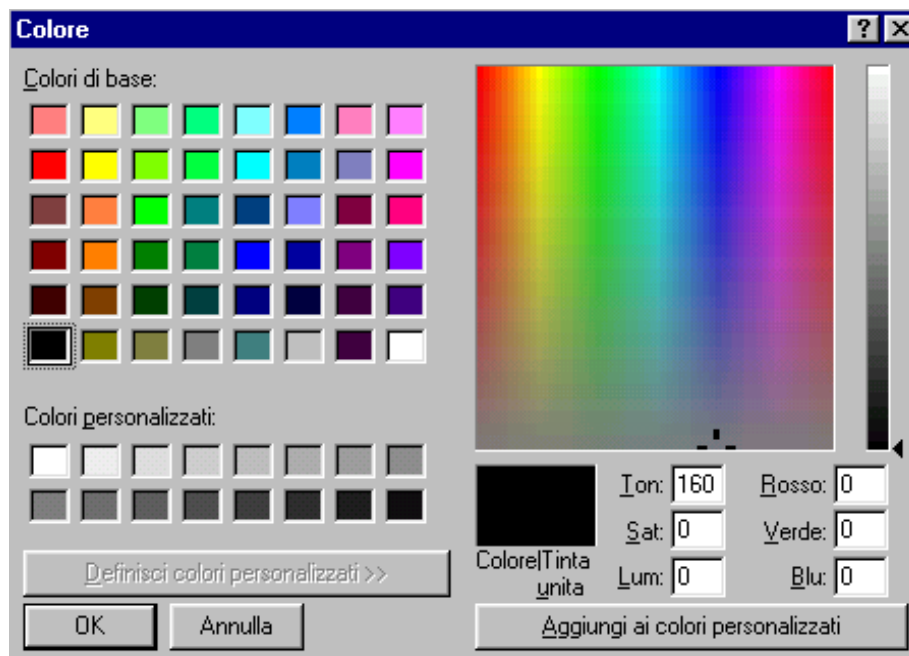 Colore
Colori di base:
Colori personalizzati:
Definisci colori personalizzati >>
OK
Annulla
Colore|Tinta
unita
Ton: 160
Sat: 0
Lum: 0
Rosso: 0
Verde: 0
Blu: 0
Aggiungi ai colori personalizzati